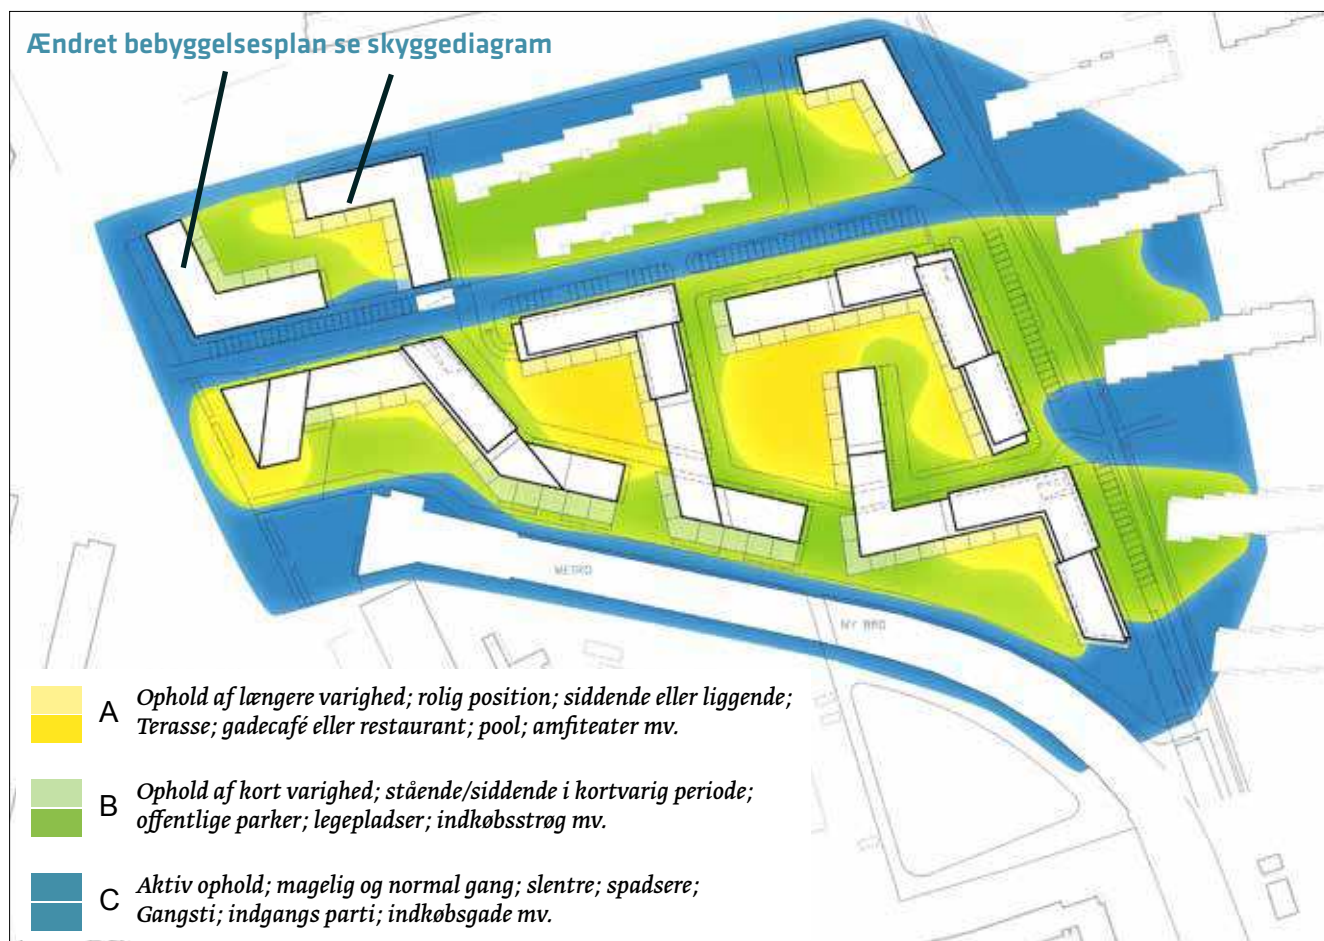 Ændret bebyggelsesplan se skyggediagram
METRO
NY BRO
A
Ophold af længere varighed; rolig position; siddende eller liggende;
Terasse; gadecafé eller restaurant; pool; amfiteater mv.
B
Ophold af kort varighed; stående/siddende i kortvarig periode;
offentlige parker; legepladser; indkøbsstrøg mv.
C
Aktiv ophold; magelig og normal gang; slentre; spadsere;
Gangsti; indgangs parti; indkøbsgade mv.